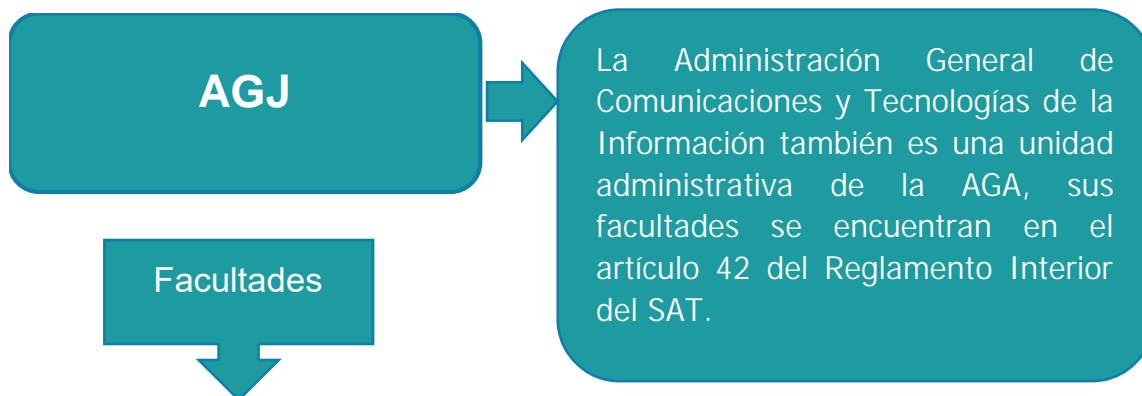 AGJ
La Administración General de
Comunicaciones y Tecnologías de la
Información también es una unidad
administrativa de la AGA, sus
facultades se encuentran en el
artículo 42 del Reglamento Interior
del SAT.
Facultades